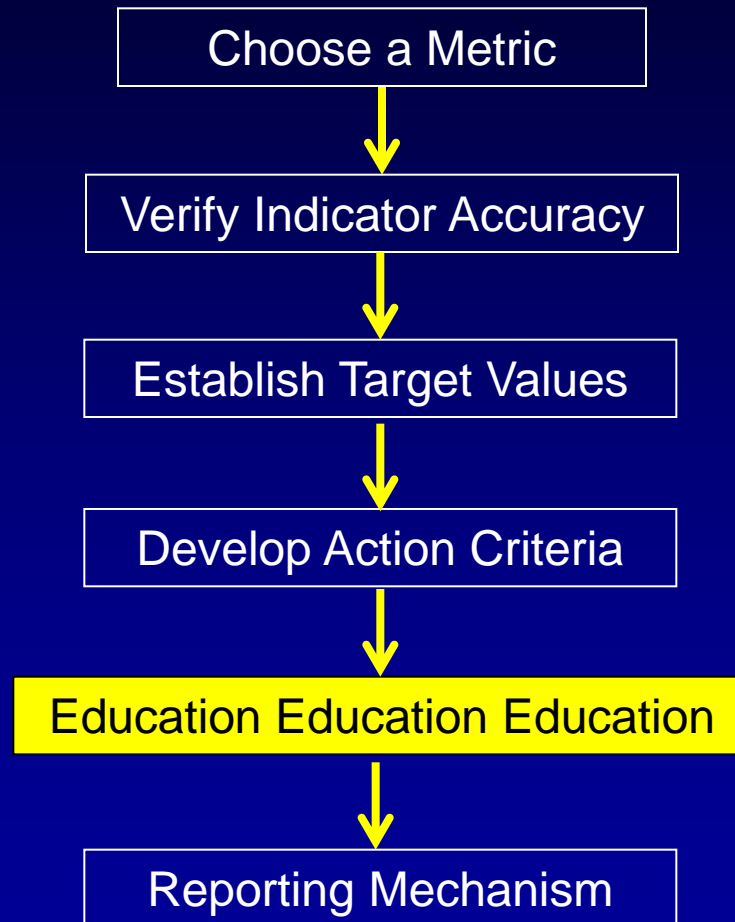 Choose a Metric
Verify Indicator Accuracy
Establish Target Values
Develop Action Criteria
Education Education Education
Reporting Mechanism